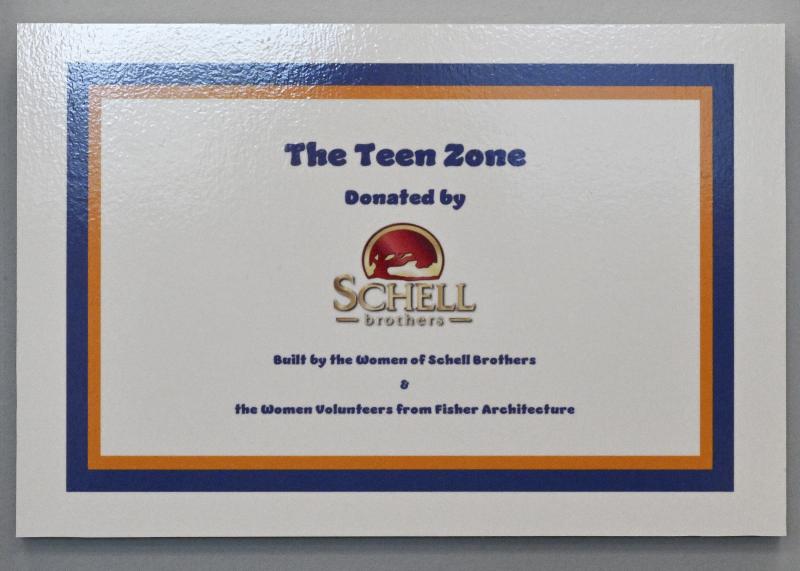 The Teen Zone
Donated by
SCHELL
brothers
Built by the Women of Schell Brothers
&
the Women Volunteers from Fisher Architecture